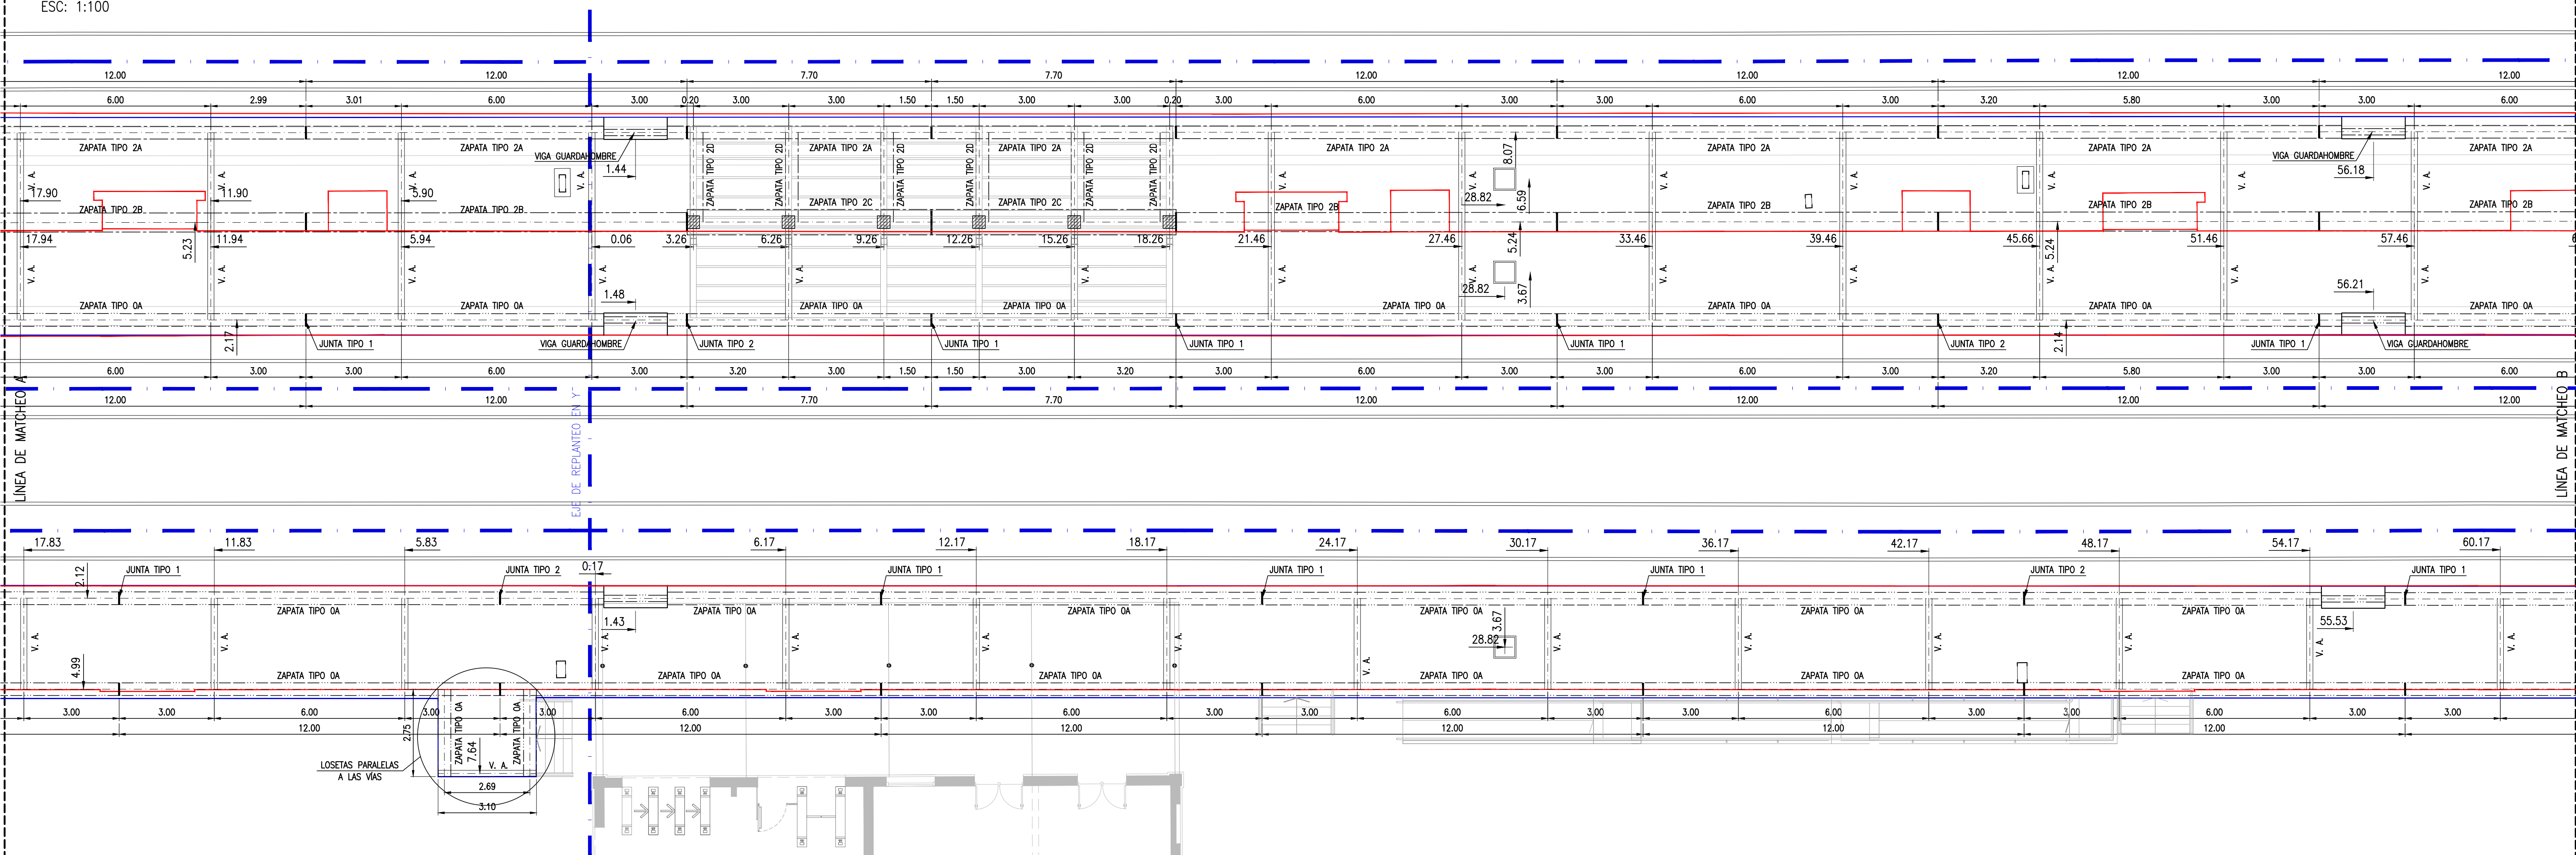 ESC: 1:100
12.00 12.00 7.70 7.70 12.00 12.00 12.00 12.00
6.00 2.99 3.01 6.00 3.00 0.20 3.00 3.00 1.50 1.50 3.00 3.00 0.20 3.00 6.00 3.00 3.00 6.00 3.00 3.20 5.80 3.00 3.00 6.00
ZAPATA TIPO 2A ZAPATA TIPO 2A ZAPATA TIPO 2A ZAPATA TIPO 2A ZAPATA TIPO 2A ZAPATA TIPO 2A ZAPATA TIPO 2A ZAPATA TIPO 2A
VIGA GUARDAHOMBRE VIGA GUARDAHOMBRE
ZAPATA TIPO 2D ZAPATA TIPO 2D ZAPATA TIPO 2D ZAPATA TIPO 2D ZAPATA TIPO 2D ZAPATA TIPO 2D
8.07
1.44 56.18
V. A. V. A. V. A. V. A. V. A. V. A. V. A. V. A. V. A. V. A. V. A.
17.90 11.90 5.90 28.82 6.59
ZAPATA TIPO 2B ZAPATA TIPO 2B ZAPATA TIPO 2C ZAPATA TIPO 2C ZAPATA TIPO 2B ZAPATA TIPO 2B ZAPATA TIPO 2B ZAPATA TIPO 2B
17.94 5.23 11.94 5.94 0.06 3.26 6.26 9.26 12.26 15.26 18.26 21.46 27.46 5.24 33.46 39.46 45.66 5.24 51.46 57.46
V. A. V. A. V. A. V. A. V. A. V. A. V. A. V. A. V. A. V. A. V. A. V. A. V. A.
1.48 28.82 3.67 56.21
ZAPATA TIPO 0A ZAPATA TIPO 0A ZAPATA TIPO 0A ZAPATA TIPO 0A ZAPATA TIPO 0A ZAPATA TIPO 0A ZAPATA TIPO 0A ZAPATA TIPO 0A
2.17 2.14
JUNTA TIPO 1 VIGA GUARDAHOMBRE JUNTA TIPO 2 JUNTA TIPO 1 JUNTA TIPO 1 JUNTA TIPO 1 JUNTA TIPO 2 JUNTA TIPO 1 VIGA GUARDAHOMBRE
6.00 3.00 3.00 6.00 3.00 3.20 3.00 1.50 1.50 3.00 3.20 3.00 6.00 3.00 3.00 6.00 3.00 3.20 5.80 3.00 3.00 6.00
12.00 12.00 7.70 7.70 12.00 12.00 12.00 12.00
LÍNEA DE MATCHEO A
EJE DE REPLANTEO EN Y
LÍNEA DE MATCHEO B
17.83 11.83 5.83 6.17 12.17 18.17 24.17 30.17 36.17 42.17 48.17 54.17 60.17
2.12 JUNTA TIPO 1 JUNTA TIPO 2 0.17 JUNTA TIPO 1 JUNTA TIPO 1 JUNTA TIPO 1 JUNTA TIPO 2 JUNTA TIPO 1
ZAPATA TIPO 0A ZAPATA TIPO 0A ZAPATA TIPO 0A ZAPATA TIPO 0A ZAPATA TIPO 0A ZAPATA TIPO 0A
1.43 3.67 55.53
V. A. V. A. V. A. V. A. V. A. V. A. V. A. V. A. V. A. V. A. V. A. V. A. V. A.
28.82
4.99
ZAPATA TIPO 0A ZAPATA TIPO 0A ZAPATA TIPO 0A ZAPATA TIPO 0A ZAPATA TIPO 0A ZAPATA TIPO 0A
3.00 3.00 6.00 3.00 3.00 6.00 3.00 3.00 6.00 3.00 3.00 6.00 3.00 3.00 6.00 3.00 3.00 6.00 3.00 3.00
12.00 12.00 12.00 12.00 12.00 12.00
2.75 ZAPATA TIPO 0A 7.64 ZAPATA TIPO 0A
V. A.
LOSETAS PARALELAS
A LAS VÍAS
2.69
3.10